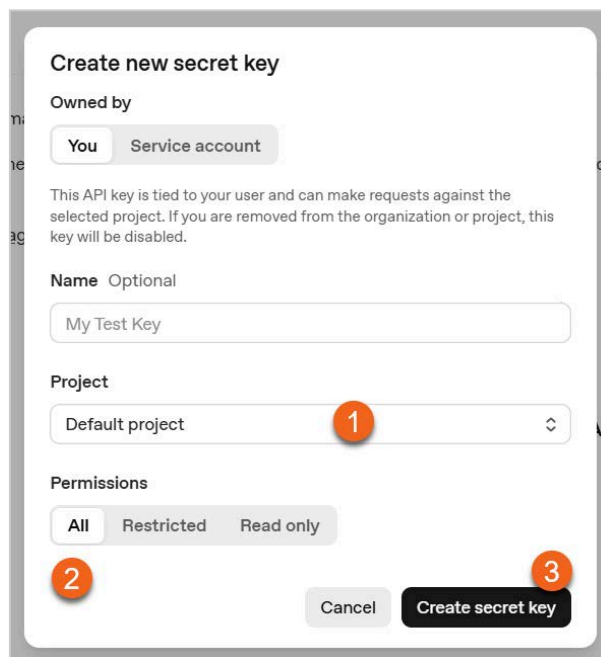 Create new secret key
Owned by
You Service account
This API key is tied to your user and can make requests against the
selected project. If you are removed from the organization or project, this
key will be disabled.
Name Optional
My Test Key
Project
Default project 1
Permissions
All Restricted Read only
2
3
Cancel Create secret key